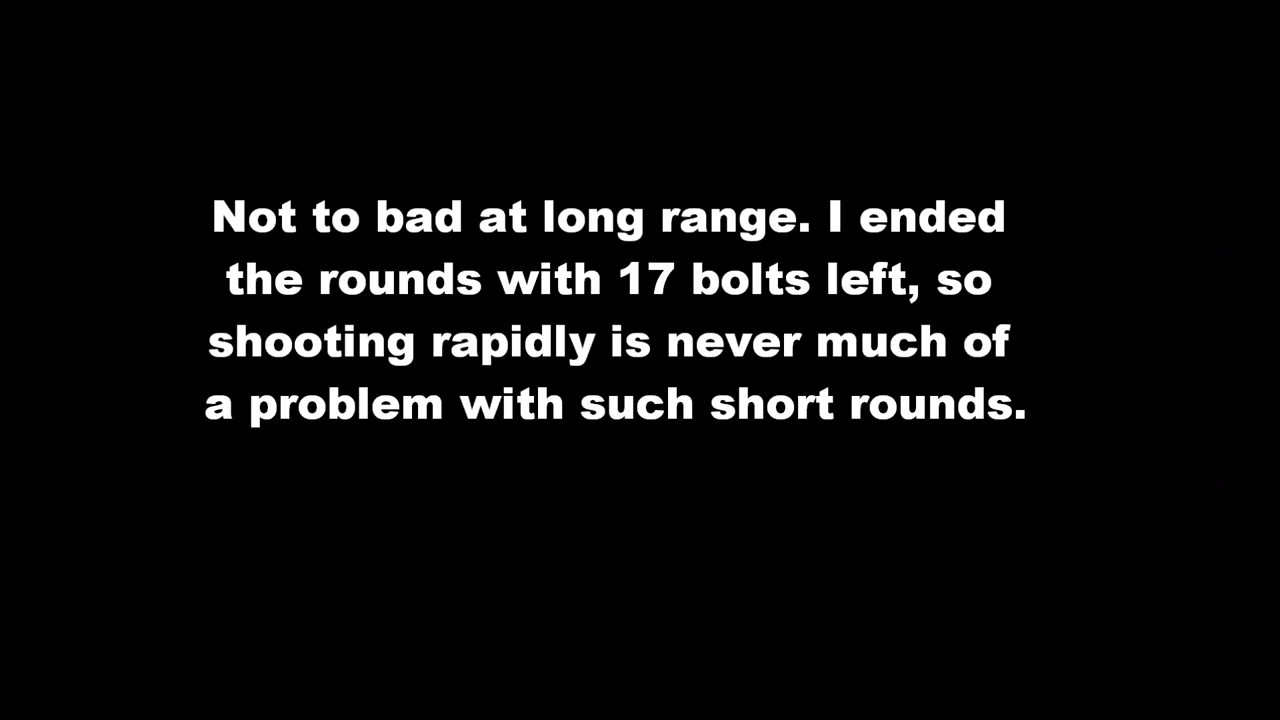 Not to bad at long range. I ended
the rounds with 17 bolts left, so
shooting rapidly is never much of
a problem with such short rounds.